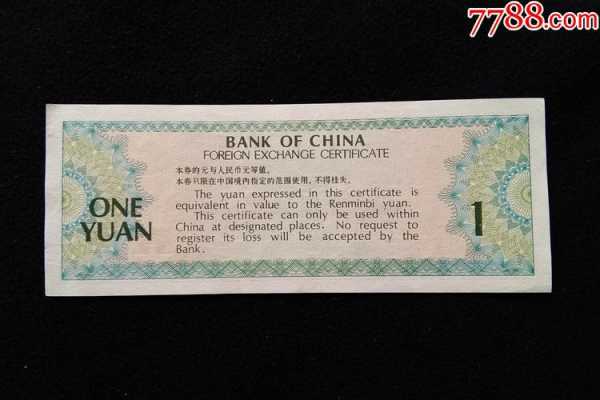 7788.com
BANK OF CHINA
FOREIGN EXCHANGE CERTIFICATE
本券的元与人民币元等值。
本券只限在中国境内指定的范围使用，不得挂失。
The yuan expressed in this certificate is
equivalent in value to the Renminbi yuan.
This certificate can only be used within
China at designated places. No request to
register its loss will be accepted by the
Bank.
ONE
YUAN
1